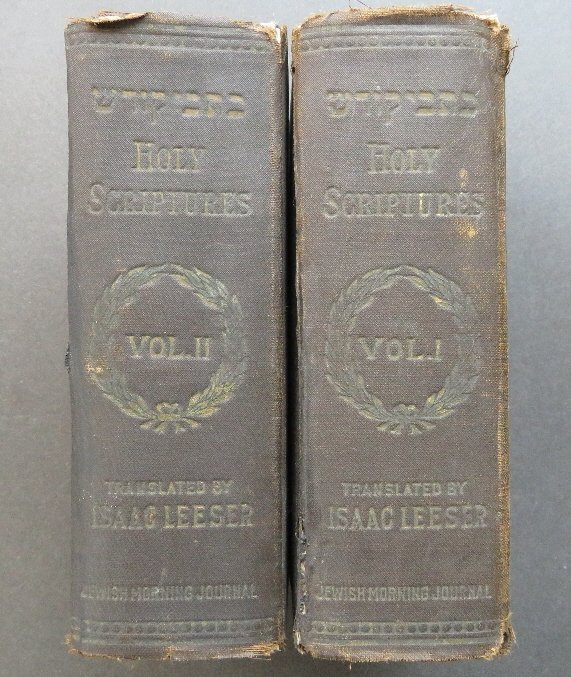 כתבי קודש
HOLY
SCRIPTURES
VOL. II
TRANSLATED BY
ISAAC LEESER
JEWISH MORNING JOURNAL
כתבי קודש
HOLY
SCRIPTURES
VOL. I
TRANSLATED BY
ISAAC LEESER
JEWISH MORNING JOURNAL